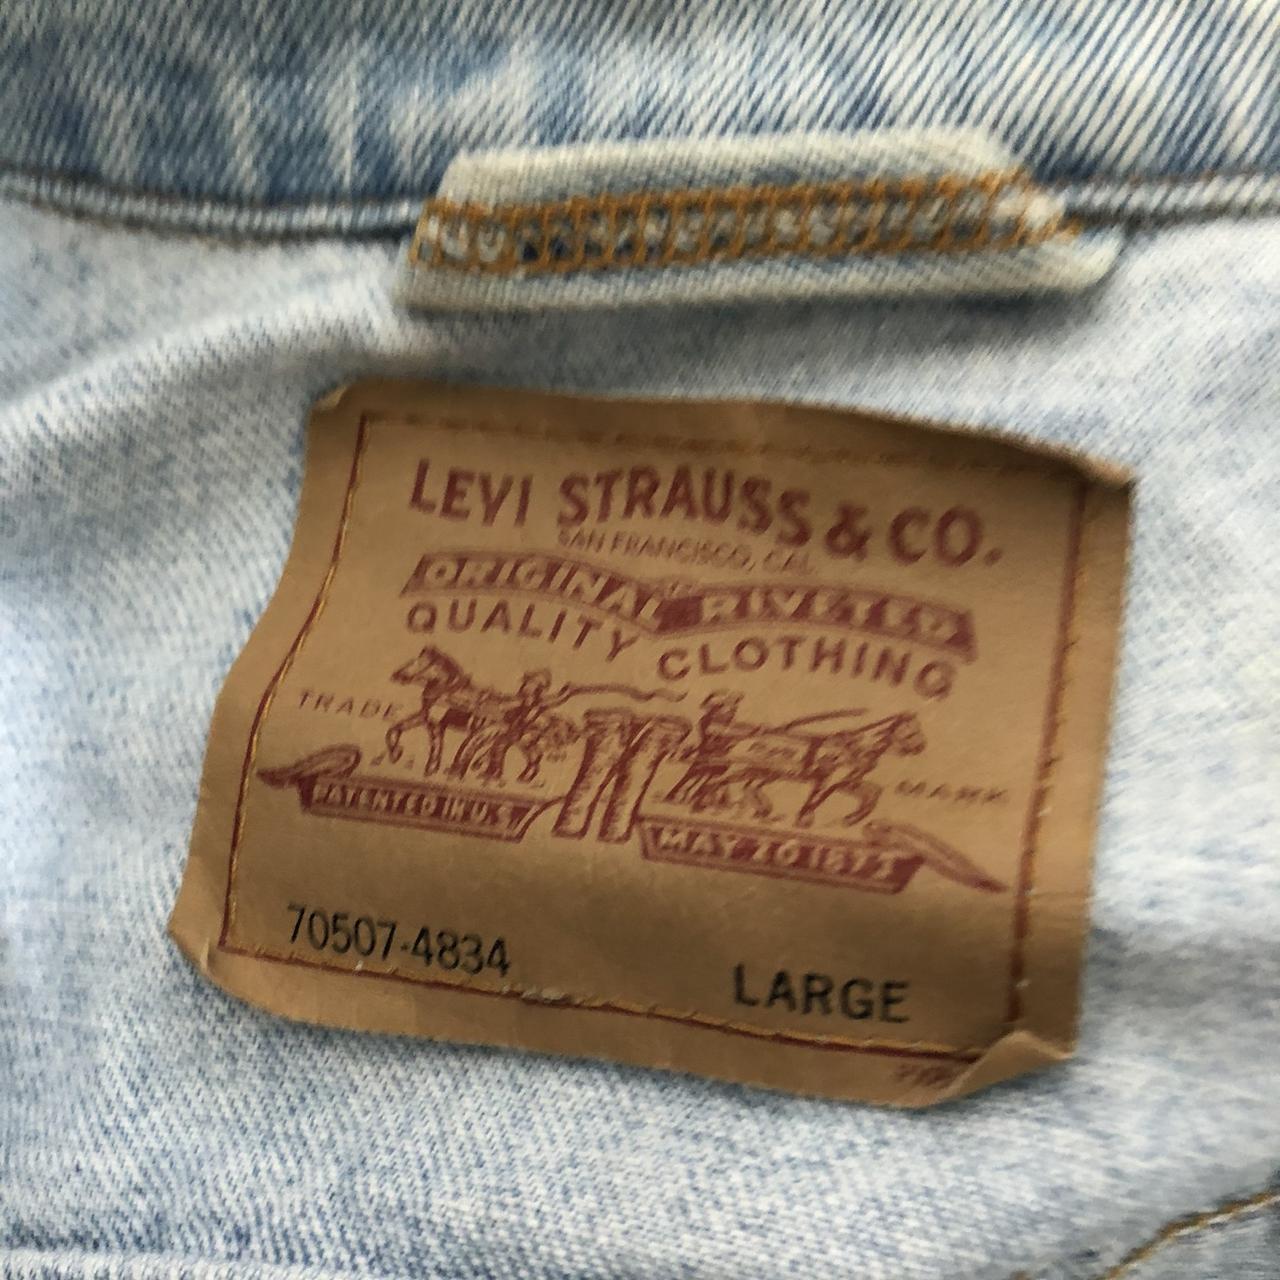 LEVI STRAUSS & CO.
SAN FRANCISCO, CAL
ORIGINAL RIVETED
QUALITY CLOTHING
TRADE MARK
PATENTED IN U.S.
MAY 20 1873
70507-4834 LARGE